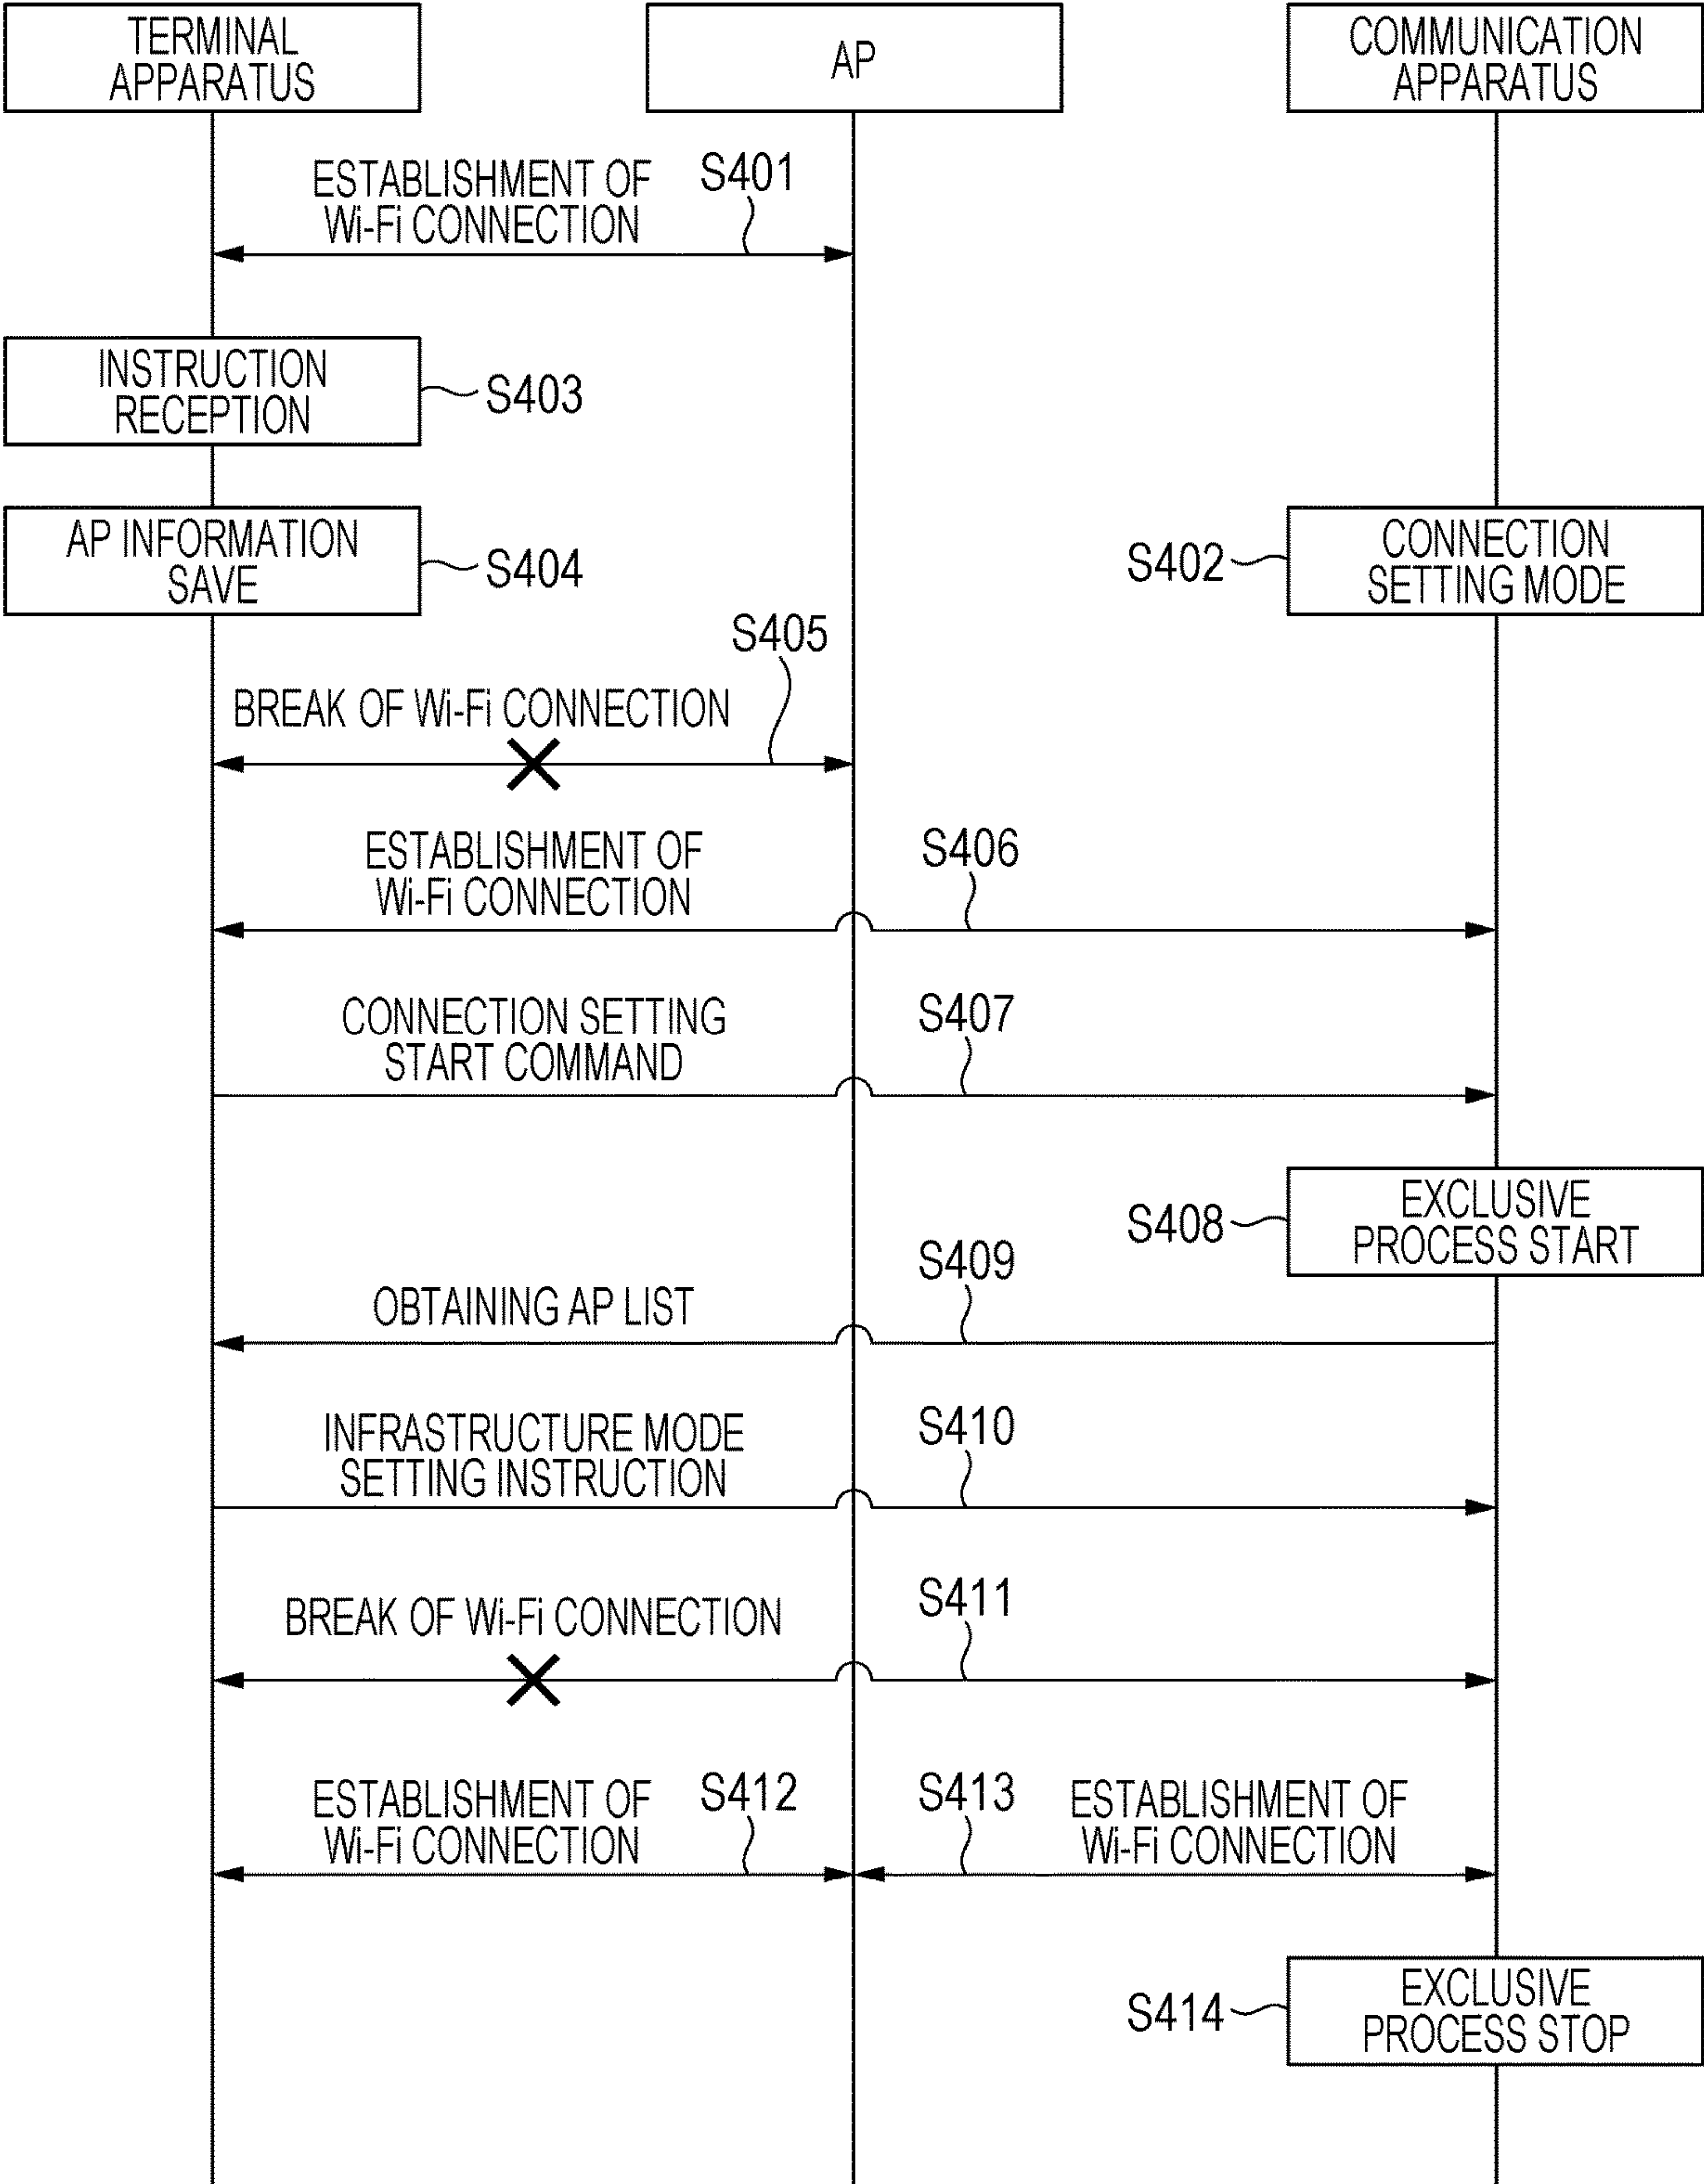 TERMINAL
APPARATUS
AP
COMMUNICATION
APPARATUS
ESTABLISHMENT OF
Wi-Fi CONNECTION
S401
INSTRUCTION
RECEPTION
S403
AP INFORMATION
SAVE
S404
S402
CONNECTION
SETTING MODE
S405
BREAK OF Wi-Fi CONNECTION
ESTABLISHMENT OF
Wi-Fi CONNECTION
S406
CONNECTION SETTING
START COMMAND
S407
S408
EXCLUSIVE
PROCESS START
S409
OBTAINING AP LIST
INFRASTRUCTURE MODE
SETTING INSTRUCTION
S410
BREAK OF Wi-Fi CONNECTION
S411
ESTABLISHMENT OF
Wi-Fi CONNECTION
S412
S413
ESTABLISHMENT OF
Wi-Fi CONNECTION
S414
EXCLUSIVE
PROCESS STOP